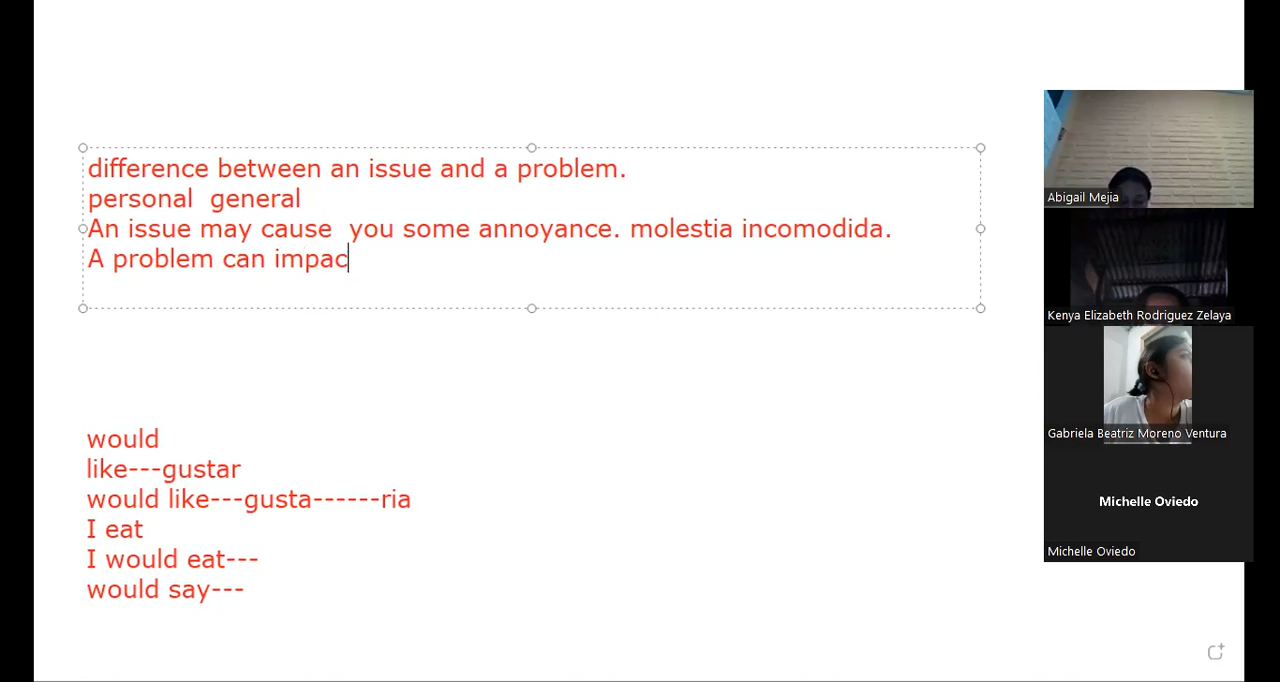 difference between an issue and a problem.
personal  general
An issue may cause  you some annoyance. molestia incomodida.
A problem can impac
would
like---gustar
would like---gusta------ria
I eat
I would eat---
would say---
Abigail Mejia
Kenya Elizabeth Rodriguez Zelaya
Gabriela Beatriz Moreno Ventura
Michelle Oviedo
Michelle Oviedo